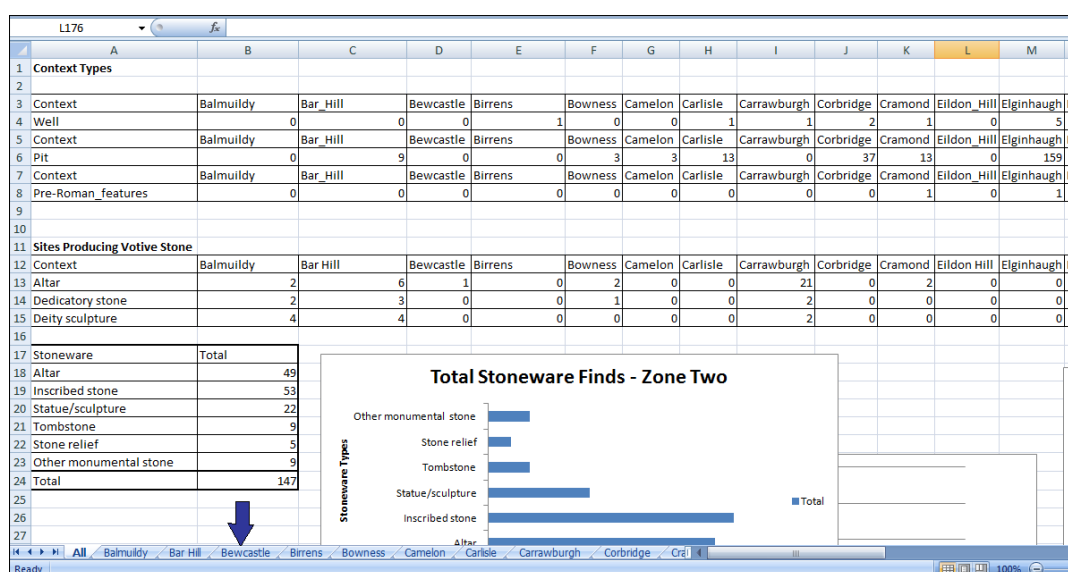 L176 fx
A B C D E F G H I J K L M
1 Context Types
2
3 Context Balmuildy Bar_Hill Bewcastle Birrens Bowness Camelon Carlisle Carrawburgh Corbridge Cramond Eildon_Hill Elginhaugh
4 Well 0 0 0 1 0 0 1 1 2 1 0 5
5 Context Balmuildy Bar_Hill Bewcastle Birrens Bowness Camelon Carlisle Carrawburgh Corbridge Cramond Eildon_Hill Elginhaugh
6 Pit 0 9 0 0 3 3 13 0 37 13 0 159
7 Context Balmuildy Bar_Hill Bewcastle Birrens Bowness Camelon Carlisle Carrawburgh Corbridge Cramond Eildon_Hill Elginhaugh
8 Pre-Roman_features 0 0 0 0 0 0 0 0 0 1 0 1
9
10
11 Sites Producing Votive Stone
12 Context Balmuildy Bar Hill Bewcastle Birrens Bowness Camelon Carlisle Carrawburgh Corbridge Cramond Eildon Hill Elginhaugh
13 Altar 2 6 1 0 2 0 0 21 0 2 0 0
14 Dedicatory stone 2 3 0 0 1 0 0 2 0 0 0 0
15 Deity sculpture 4 4 0 0 0 0 0 2 0 0 0 0
16
17 Stoneware Total
18 Altar 49
19 Inscribed stone 53
20 Statue/sculpture 22
21 Tombstone 9
22 Stone relief 5
23 Other monumental stone 9
24 Total 147
25
26
27
Total Stoneware Finds - Zone Two
Stoneware Types
Other monumental stone
Stone relief
Tombstone
Statue/sculpture
Inscribed stone
Altar
Total
All Balmuildy Bar Hill Bewcastle Birrens Bowness Camelon Carlisle Carrawburgh Corbridge Cra
Ready 100%